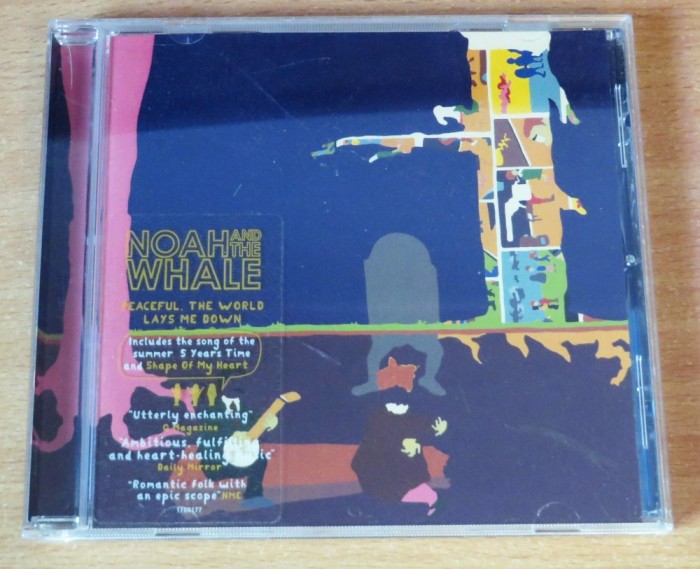 NOAH AND THE
WHALE
PEACEFUL, THE WORLD
LAYS ME DOWN
Includes the song of the
summer 5 Years Time
and Shape Of My Heart
"Utterly enchanting"
Q Magazine
"Ambitious, fulfilling
and heart-healing music"
Daily Mirror
"Romantic folk with
an epic scope" NME